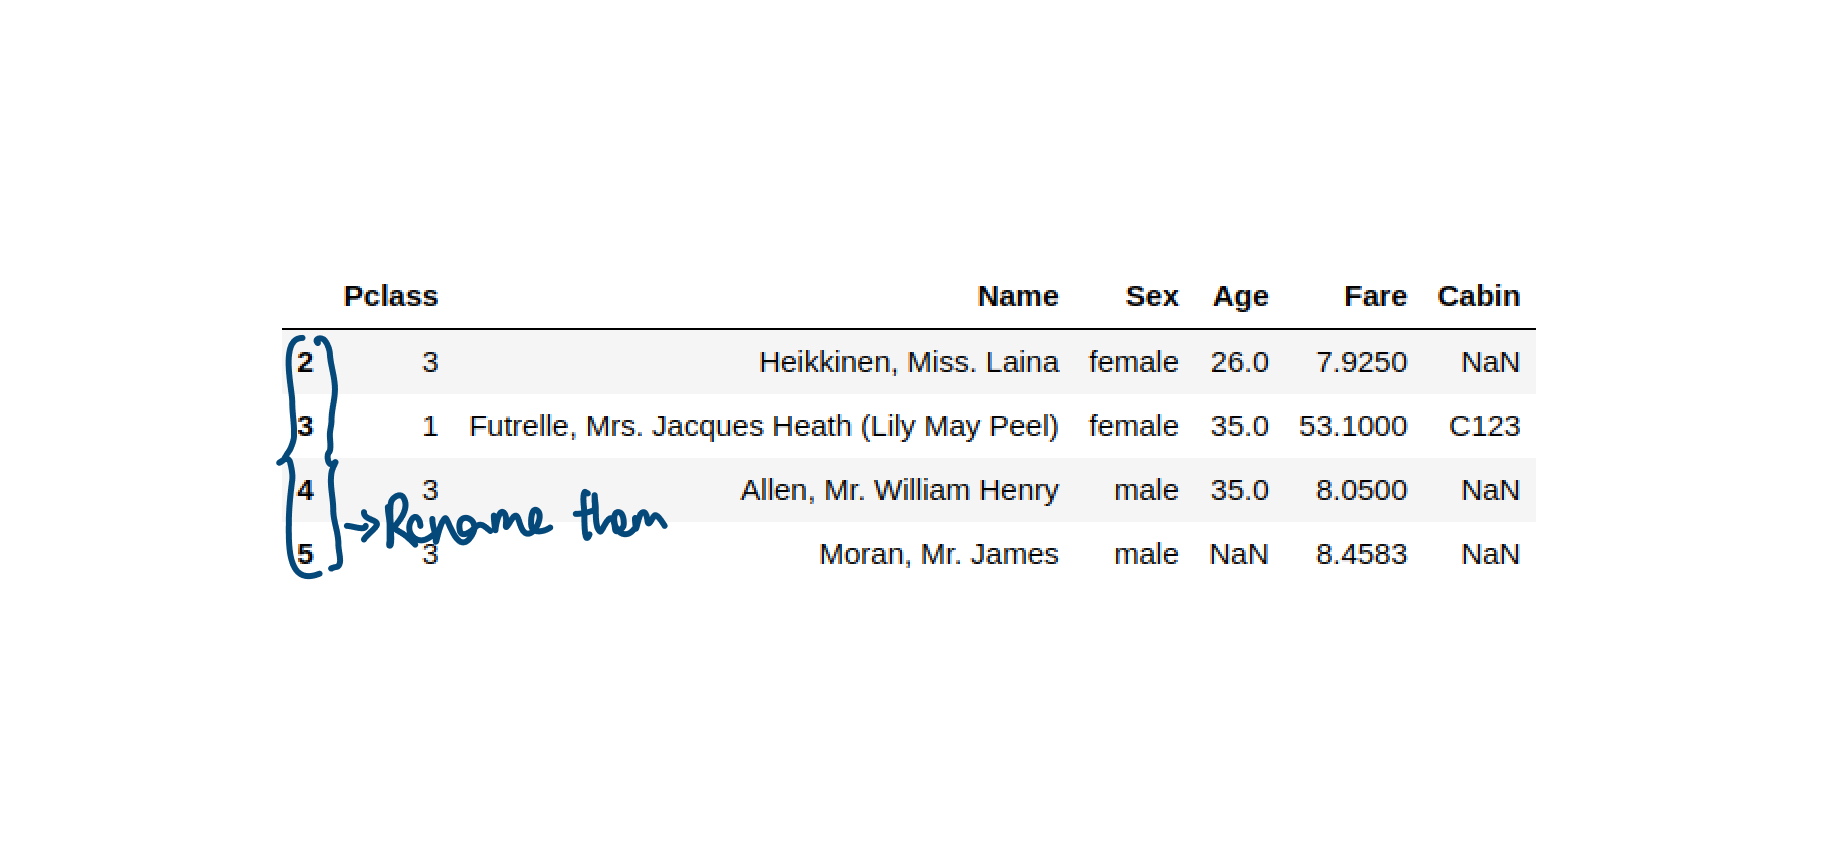 Pclass Name Sex Age Fare Cabin
2 3 Heikkinen, Miss. Laina female 26.0 7.9250 NaN
3 1 Futrelle, Mrs. Jacques Heath (Lily May Peel) female 35.0 53.1000 C123
4 3 Allen, Mr. William Henry male 35.0 8.0500 NaN
→Rename them
5 3 Moran, Mr. James male NaN 8.4583 NaN